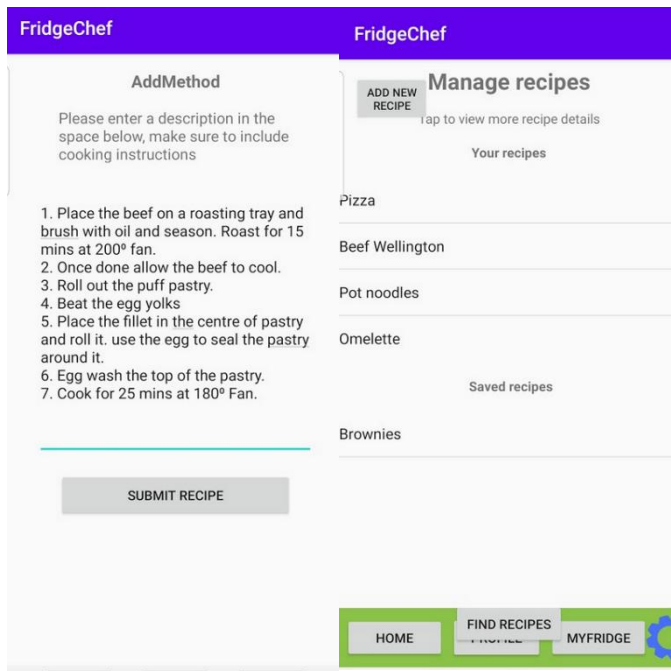 FridgeChef
AddMethod
Please enter a description in the
space below, make sure to include
cooking instructions
1. Place the beef on a roasting tray and
brush with oil and season. Roast for 15
mins at 200º fan.
2. Once done allow the beef to cool.
3. Roll out the puff pastry.
4. Beat the egg yolks
5. Place the fillet in the centre of pastry
and roll it. use the egg to seal the pastry
around it.
6. Egg wash the top of the pastry.
7. Cook for 25 mins at 180º Fan.
SUBMIT RECIPE
FridgeChef
Manage recipes
ADD NEW
RECIPE
Tap to view more recipe details
Your recipes
Pizza
Beef Wellington
Pot noodles
Omelette
Saved recipes
Brownies
FIND RECIPES
HOME
MYFRIDGE